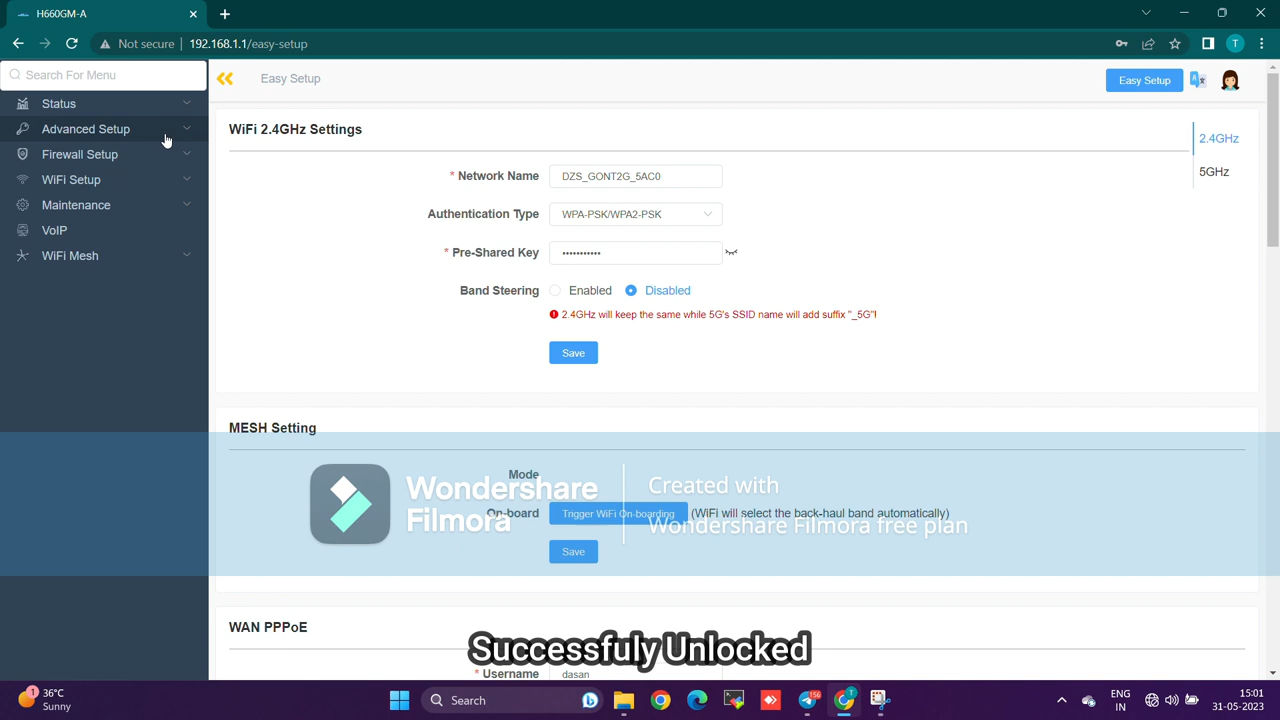 H660GM-A
Not secure
192.168.1.1/easy-setup
T
Search For Menu
Easy Setup
Easy Setup
Status
Advanced Setup
Firewall Setup
WiFi Setup
Maintenance
VoIP
WiFi Mesh
WiFi 2.4GHz Settings
2.4GHz
5GHz
* Network Name
DZS_GONT2G_5AC0
Authentication Type
WPA-PSK/WPA2-PSK
* Pre-Shared Key
•••••••••••
Band Steering
Enabled
Disabled
2.4GHz will keep the same while 5G's SSID name will add suffix "_5G"!
Save
MESH Setting
Mode
On-board
Trigger WiFi On-boarding
(WiFi will select the back-haul band automatically)
Save
Wondershare
Filmora
Created with
Wondershare Filmora free plan
WAN PPPoE
* Username
dasan
Successfuly Unlocked
1
36°C
Sunny
Search
156
T
ENG
IN
15:01
31-05-2023